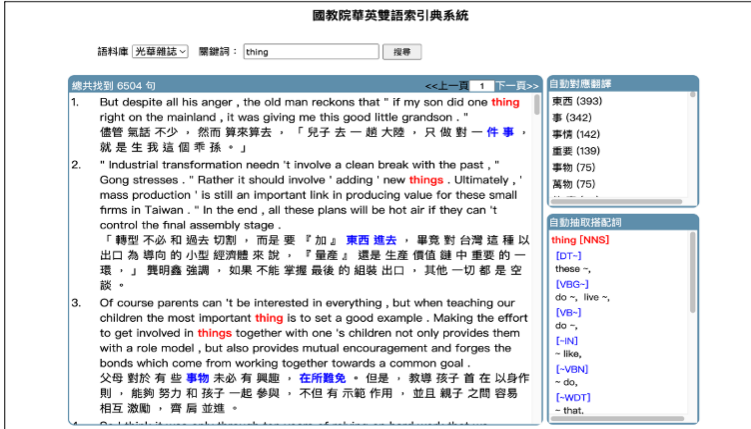 國教院華英雙語索引典系統
語料庫 光華雜誌 關鍵詞： thing 搜尋
總共找到 6504 句 <<上一頁 1 下一頁>>
1. But despite all his anger , the old man reckons that " if my son did one thing
right on the mainland , it was giving me this good little grandson . "
儘管 氣話 不少 ， 然而 算來算去 ， 「 兒子 去 一 趟 大陸 ， 只 做 對 一 件 事 ，
就 是 生 我 這 個 乖 孫 。 」
2. " Industrial transformation needn 't involve a clean break with the past , "
Gong stresses . " Rather it should involve ' adding ' new things . Ultimately , '
mass production ' is still an important link in producing value for these small
firms in Taiwan . " In the end , all these plans will be hot air if they can 't
control the final assembly stage .
「 轉型 不必 和 過去 切割 ， 而是 要 『 加 』 東西 進去 ， 畢竟 對 台灣 這 種 以
出口 為 導向 的 小型 經濟體 來 說 ， 『 量產 』 還是 生產 價值 鏈 中 重要 的 一
環 ， 」 龔明鑫 強調 ， 如果 不能 掌握 最後 的 組裝 出口 ， 其他 一切 都 是 空
談 。
3. Of course parents can 't be interested in everything , but when teaching our
children the most important thing is to set a good example . Making the effort
to get involved in things together with one 's children not only provides them
with a role model , but also provides mutual encouragement and forges the
bonds which come from working together towards a common goal .
父母 對於 有 些 事物 未必 有 興趣 ， 在所難免 。 但是 ， 教導 孩子 首 在 以身作
則 ， 能夠 努力 和 孩子 一起 參與 ， 不但 有 示範 作用 ， 並且 親子 之間 容易
相互 激勵 ， 齊 肩 並進 。
自動對應翻譯
東西 (393)
事 (342)
事情 (142)
重要 (139)
事物 (75)
萬物 (75)
自動抽取搭配詞
thing [NNS]
[DT~]
these ~,
[VBG~]
do ~, live ~,
[VB~]
do ~,
[~IN]
~ like,
[~VBN]
~ do,
[~WDT]
~ that,